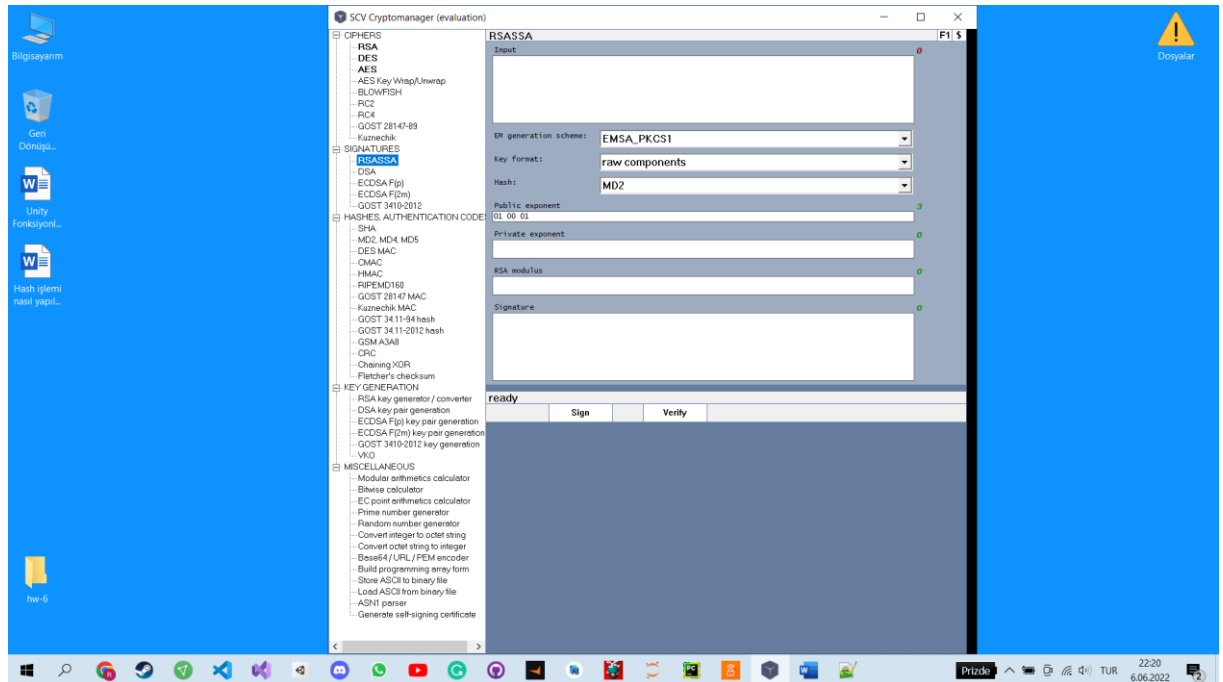 Bilgisayarım
Geri
Dönüşü...
Unity
Fonksiyonl...
Hash işlemi
nasıl yapıl...
hw-6
SCV Cryptomanager (evaluation)
CIPHERS
RSA
DES
AES
AES Key Wrap/Unwrap
BLOWFISH
RC2
RC4
GOST 28147-89
Kuznechik
SIGNATURES
RSASSA
DSA
ECDSA F(p)
ECDSA F(2m)
GOST 3410-2012
HASHES, AUTHENTICATION CODE
SHA
MD2, MD4, MD5
DES MAC
CMAC
HMAC
RIPEMD160
GOST 28147 MAC
Kuznechik MAC
GOST 34.11-94 hash
GOST 34.11-2012 hash
GSM A3A8
CRC
Chaining XOR
Fletcher's checksum
KEY GENERATION
RSA key generator / converter
DSA key pair generation
ECDSA F(p) key pair generation
ECDSA F(2m) key pair generation
GOST 3410-2012 key generation
VKO
MISCELLANEOUS
Modular arithmetics calculator
Bitwise calculator
EC point arithmetics calculator
Prime number generator
Random number generator
Convert integer to octet string
Convert octet string to integer
Base64 / URL / PEM encoder
Build programming array form
Store ASCII to binary file
Load ASCII from binary file
ASN1 parser
Generate self-signing certificate
RSASSA F1 $
Input 0
EM generation scheme: EMSA_PKCS1
Key format: raw components
Hash: MD2
Public exponent 3
01 00 01
Private exponent 0
RSA modulus 0
Signature 0
ready
Sign Verify
Dosyalar
Prizde TUR 22:20
6.06.2022 2